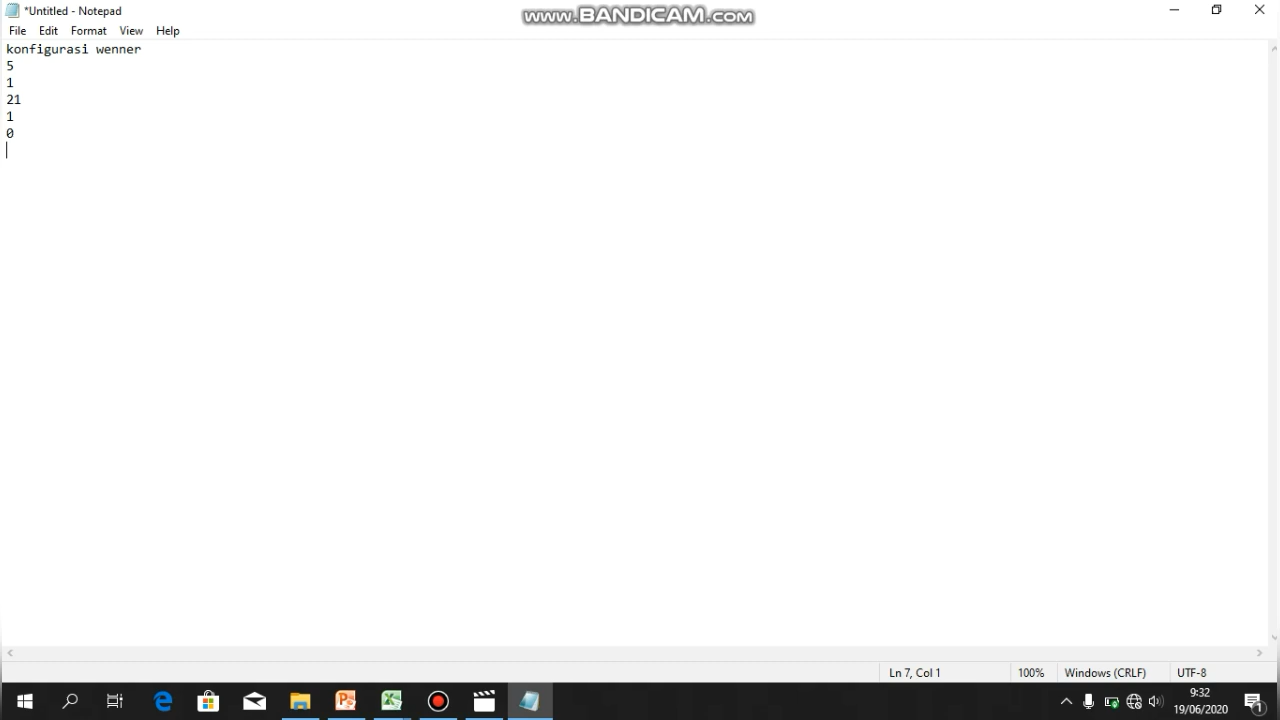 *Untitled - Notepad
www.BANDICAM.com
File Edit Format View Help
konfigurasi wenner
5
1
21
1
0
Ln 7, Col 1
100%
Windows (CRLF)
UTF-8
9:32
19/06/2020
1